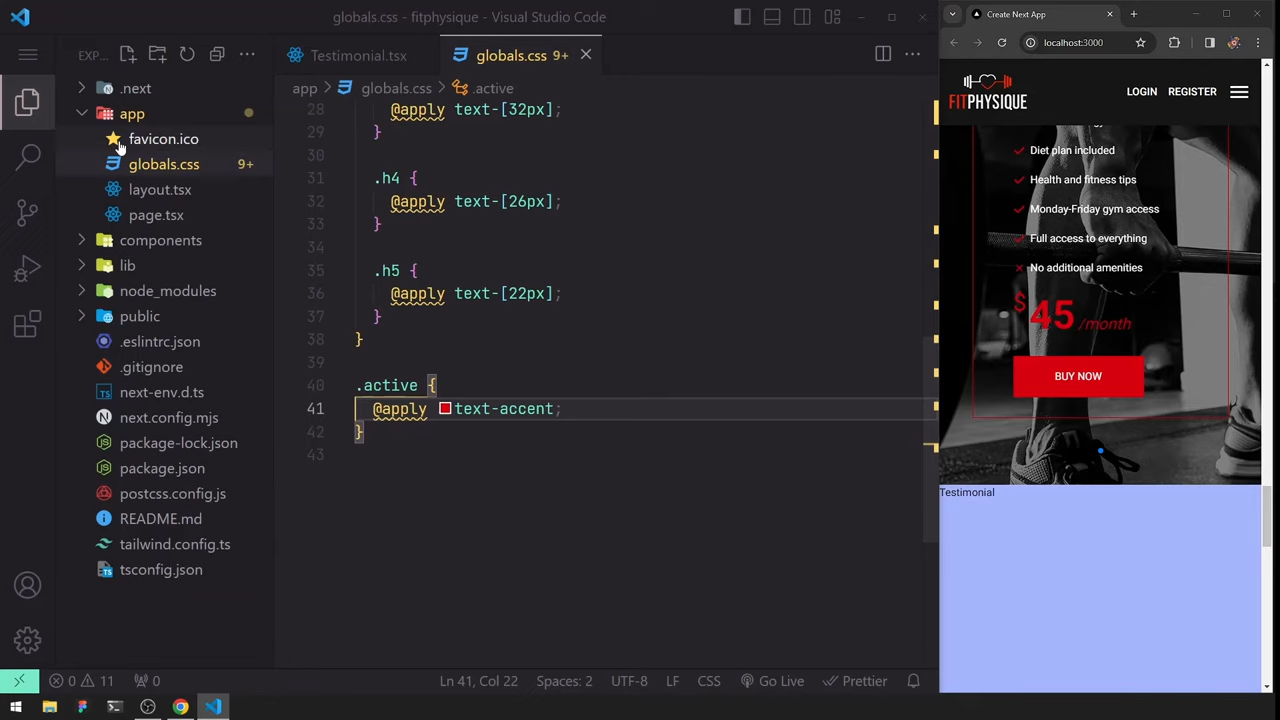 globals.css - fitphysique - Visual Studio Code
EXP...
Testimonial.tsx
globals.css 9+
app > globals.css > .active
.next
app
favicon.ico
globals.css 9+
layout.tsx
page.tsx
components
lib
node_modules
public
.eslintrc.json
.gitignore
next-env.d.ts
next.config.mjs
package-lock.json
package.json
postcss.config.js
README.md
tailwind.config.ts
tsconfig.json
28 @apply text-[32px];
29 }
30
31 .h4 {
32 @apply text-[26px];
33 }
34
35 .h5 {
36 @apply text-[22px];
37 }
38 }
39
40 .active {
41 @apply text-accent;
42 }
43
0 11 0
Ln 41, Col 22
Spaces: 2
UTF-8
LF
CSS
Go Live
Prettier
Create Next App
localhost:3000
FITPHYSIQUE
LOGIN REGISTER
Diet plan included
Health and fitness tips
Monday-Friday gym access
Full access to everything
No additional amenities
$45 /month
BUY NOW
Testimonial